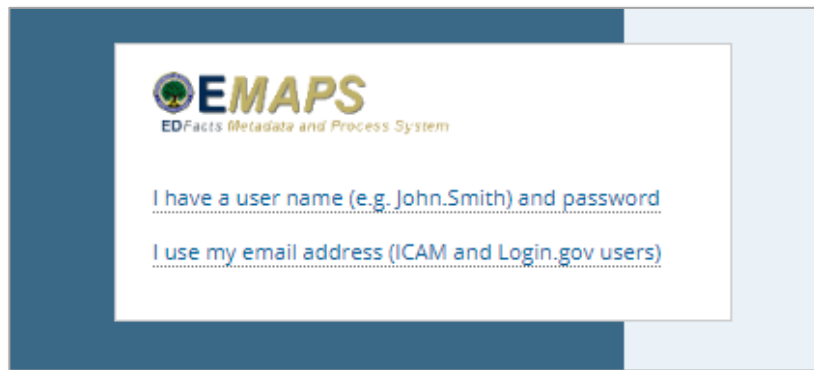 EMAPS
EDFacts Metadata and Process System
I have a user name (e.g. John.Smith) and password
I use my email address (ICAM and Login.gov users)